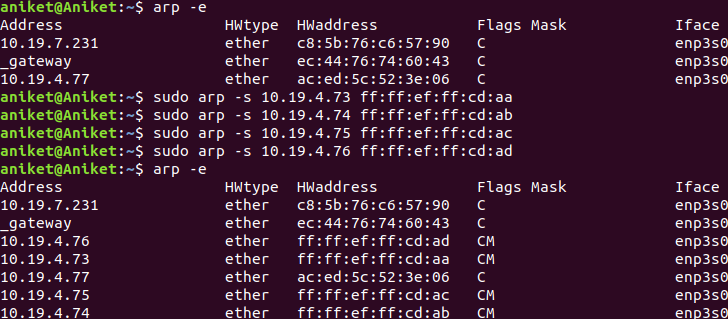 aniket@Aniket:~$ arp -e
Address HWtype HWaddress Flags Mask Iface
10.19.7.231 ether c8:5b:76:c6:57:90 C enp3s0
_gateway ether ec:44:76:74:60:43 C enp3s0
10.19.4.77 ether ac:ed:5c:52:3e:06 C enp3s0
aniket@Aniket:~$ sudo arp -s 10.19.4.73 ff:ff:ef:ff:cd:aa
aniket@Aniket:~$ sudo arp -s 10.19.4.74 ff:ff:ef:ff:cd:ab
aniket@Aniket:~$ sudo arp -s 10.19.4.75 ff:ff:ef:ff:cd:ac
aniket@Aniket:~$ sudo arp -s 10.19.4.76 ff:ff:ef:ff:cd:ad
aniket@Aniket:~$ arp -e
Address HWtype HWaddress Flags Mask Iface
10.19.7.231 ether c8:5b:76:c6:57:90 C enp3s0
_gateway ether ec:44:76:74:60:43 C enp3s0
10.19.4.76 ether ff:ff:ef:ff:cd:ad CM enp3s0
10.19.4.73 ether ff:ff:ef:ff:cd:aa CM enp3s0
10.19.4.77 ether ac:ed:5c:52:3e:06 C enp3s0
10.19.4.75 ether ff:ff:ef:ff:cd:ac CM enp3s0
10.19.4.74 ether ff:ff:ef:ff:cd:ab CM enp3s0